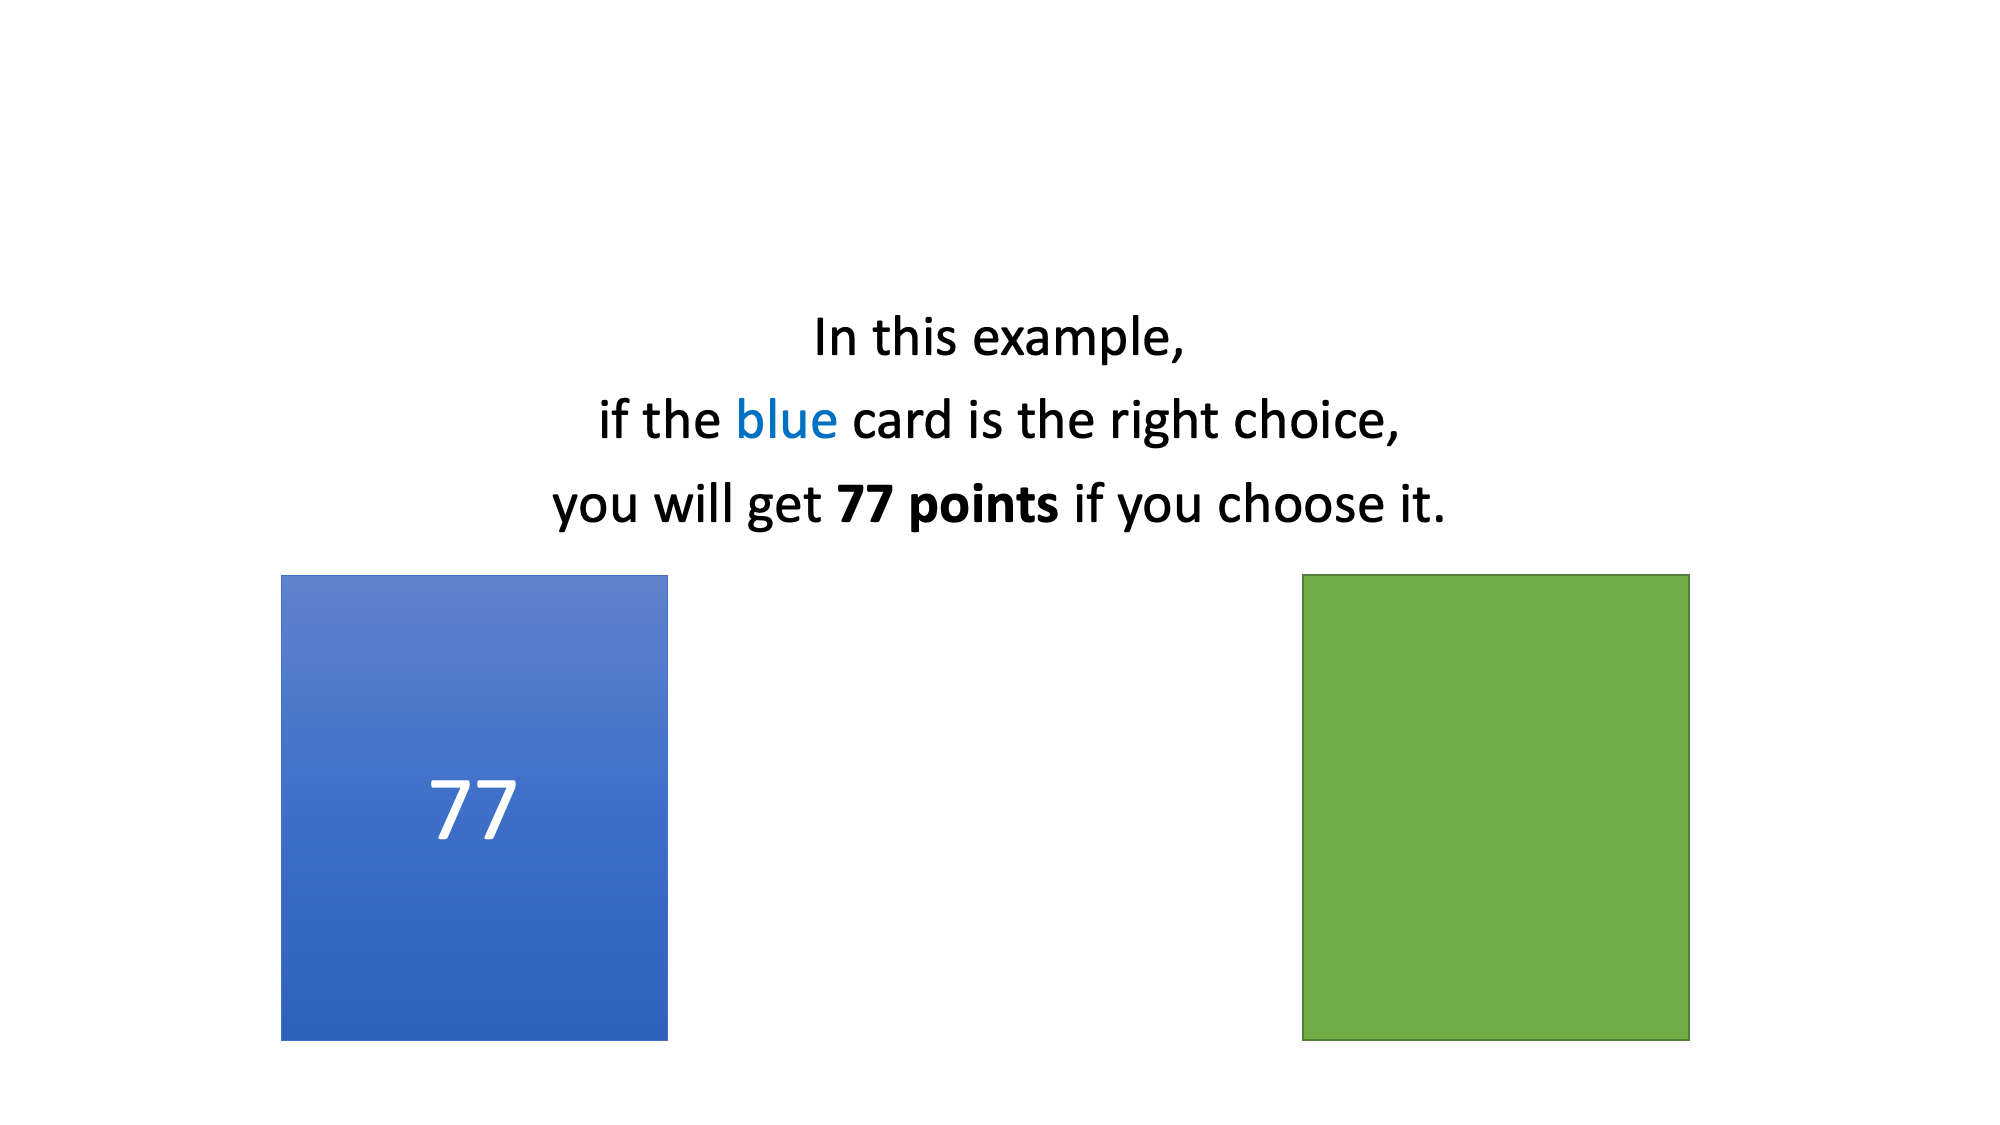 In this example,
if the blue card is the right choice,
you will get 77 points if you choose it.
77